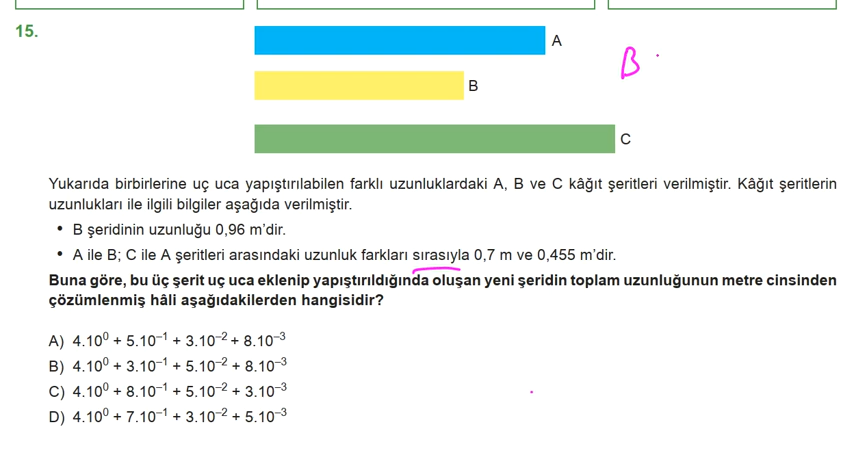 15.
A
B
B
C
Yukarıda birbirlerine uç uca yapıştırılabilen farklı uzunluklardaki A, B ve C kâğıt şeritleri verilmiştir. Kâğıt şeritlerin
uzunlukları ile ilgili bilgiler aşağıda verilmiştir.
• B şeridinin uzunluğu 0,96 m’dir.
• A ile B; C ile A şeritleri arasındaki uzunluk farkları sırasıyla 0,7 m ve 0,455 m’dir.
Buna göre, bu üç şerit uç uca eklenip yapıştırıldığında oluşan yeni şeridin toplam uzunluğunun metre cinsinden
çözümlenmiş hâli aşağıdakilerden hangisidir?
A) 4.10⁰ + 5.10⁻¹ + 3.10⁻² + 8.10⁻³
B) 4.10⁰ + 3.10⁻¹ + 5.10⁻² + 8.10⁻³
C) 4.10⁰ + 8.10⁻¹ + 5.10⁻² + 3.10⁻³
D) 4.10⁰ + 7.10⁻¹ + 3.10⁻² + 5.10⁻³